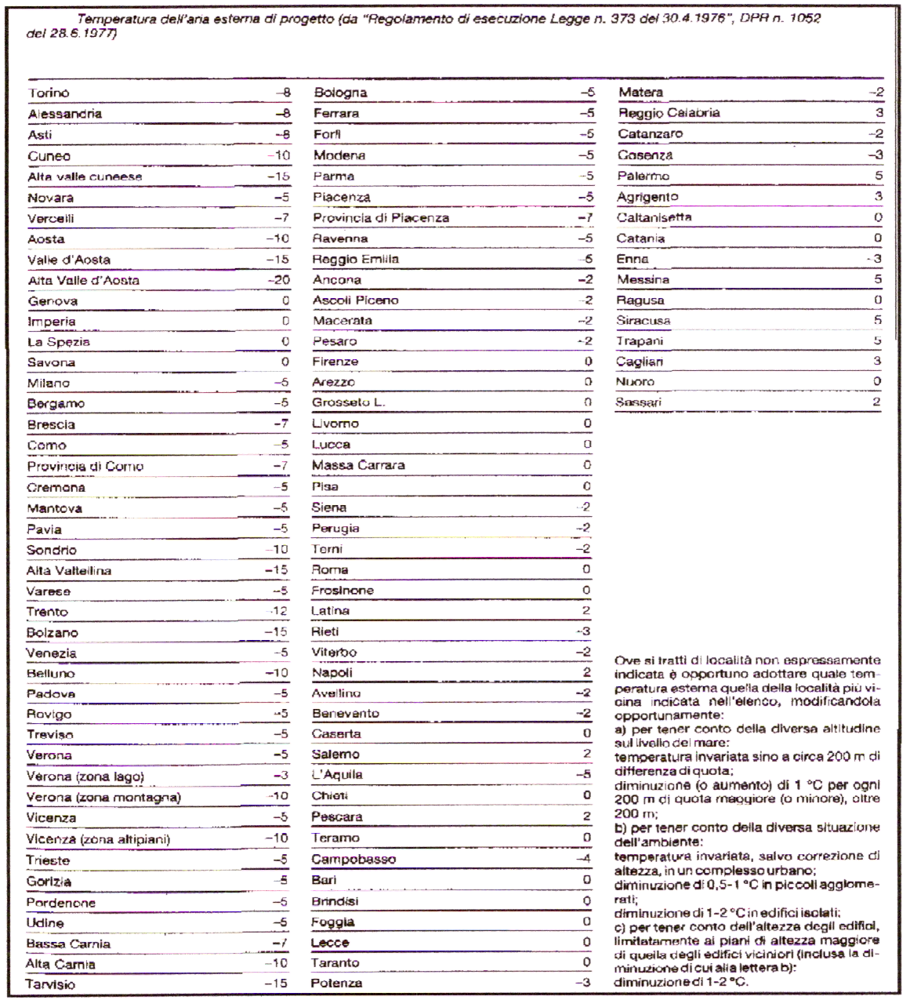 Temperatura dell'aria esterna di progetto (da "Regolamento di esecuzione Legge n. 373 del 30.4.1976", DPR n. 1052
del 28.6.1977)
Torino –8
Alessandria –8
Asti –8
Cuneo –10
Alta valle cuneese –15
Novara –5
Vercelli –7
Aosta –10
Valle d'Aosta –15
Alta Valle d'Aosta –20
Genova 0
Imperia 0
La Spezia 0
Savona 0
Milano –5
Bergamo –5
Brescia –7
Como –5
Provincia di Como –7
Cremona –5
Mantova –5
Pavia –5
Sondrio –10
Alta Valtellina –15
Varese –5
Trento –12
Bolzano –15
Venezia –5
Belluno –10
Padova –5
Rovigo –5
Treviso –5
Verona –5
Verona (zona lago) –3
Verona (zona montagna) –10
Vicenza –5
Vicenza (zona altipiani) –10
Trieste –5
Gorizia –5
Pordenone –5
Udine –5
Bassa Carnia –7
Alta Carnia –10
Tarvisio –15
Bologna –5
Ferrara –5
Forlì –5
Modena –5
Parma –5
Piacenza –5
Provincia di Piacenza –7
Ravenna –5
Reggio Emilia –5
Ancona –2
Ascoli Piceno –2
Macerata –2
Pesaro –2
Firenze 0
Arezzo 0
Grosseto L. 0
Livorno 0
Lucca 0
Massa Carrara 0
Pisa 0
Siena –2
Perugia –2
Terni –2
Roma 0
Frosinone 0
Latina 2
Rieti –3
Viterbo –2
Napoli 2
Avellino –2
Benevento –2
Caserta 0
Salerno 2
L'Aquila –5
Chieti 0
Pescara 2
Teramo 0
Campobasso –4
Bari 0
Brindisi 0
Foggia 0
Lecce 0
Taranto 0
Potenza –3
Matera –2
Reggio Calabria 3
Catanzaro –2
Cosenza –3
Palermo 5
Agrigento 3
Caltanisetta 0
Catania 0
Enna –3
Messina 5
Ragusa 0
Siracusa 5
Trapani 5
Cagliari 3
Nuoro 0
Sassari 2
Ove si tratti di località non espressamente
indicata è opportuno adottare quale tem-
peratura esterna quella della località più vi-
cina indicata nell'elenco, modificandola
opportunamente:
a) per tener conto della diversa altitudine
sul livello del mare:
temperatura invariata sino a circa 200 m di
differenza di quota;
diminuzione (o aumento) di 1 °C per ogni
200 m di quota maggiore (o minore), oltre
200 m;
b) per tener conto della diversa situazione
dell'ambiente:
temperatura invariata, salvo correzione di
altezza, in un complesso urbano;
diminuzione di 0,5-1 °C in piccoli agglome-
rati;
diminuzione di 1-2 °C in edifici isolati;
c) per tener conto dell'altezza degli edifici,
limitatamente ai piani di altezza maggiore
di quella degli edifici viciniori (inclusa la di-
minuzione di cui alla lettera b):
diminuzione di 1-2 °C.